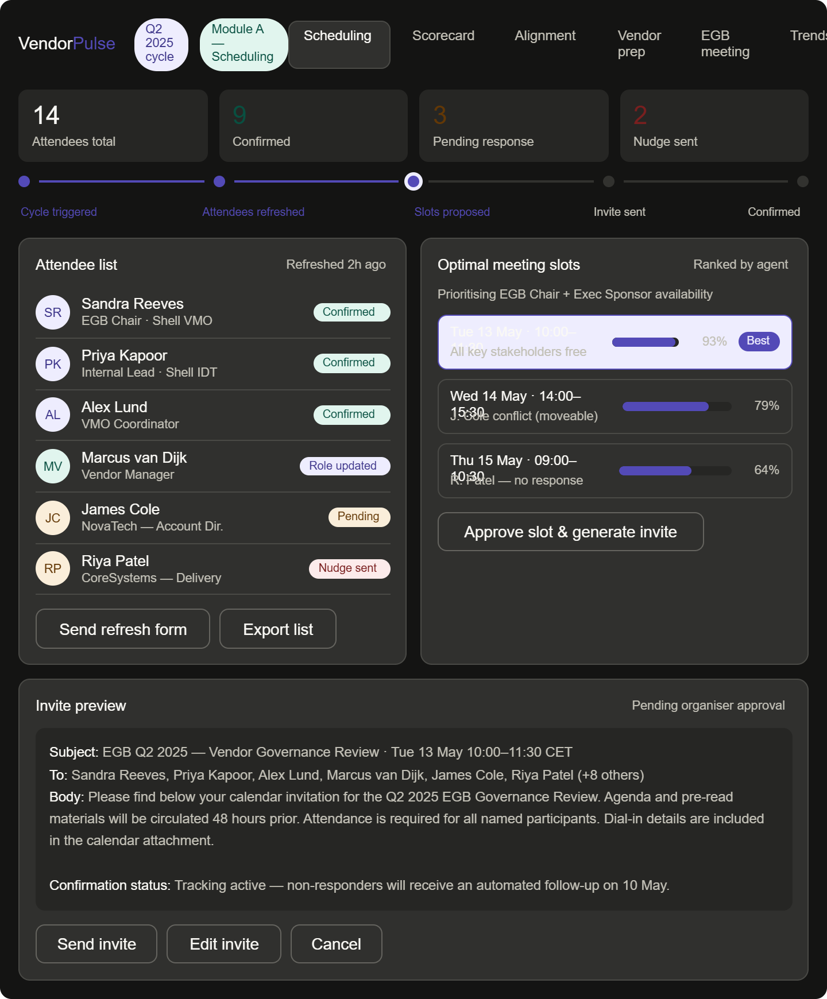 VendorPulse
Q2
2025
cycle
Module A
—
Scheduling
Scheduling
Scorecard
Alignment
Vendor
prep
EGB
meeting
Trends
14
Attendees total
9
Confirmed
3
Pending response
2
Nudge sent
Cycle triggered
Attendees refreshed
Slots proposed
Invite sent
Confirmed
Attendee list
Refreshed 2h ago
SR
Sandra Reeves
EGB Chair · Shell VMO
Confirmed
PK
Priya Kapoor
Internal Lead · Shell IDT
Confirmed
AL
Alex Lund
VMO Coordinator
Confirmed
MV
Marcus van Dijk
Vendor Manager
Role updated
JC
James Cole
NovaTech — Account Dir.
Pending
RP
Riya Patel
CoreSystems — Delivery
Nudge sent
Send refresh form
Export list
Optimal meeting slots
Ranked by agent
Prioritising EGB Chair + Exec Sponsor availability
Tue 13 May · 10:00–
11:30
All key stakeholders free
93%
Best
Wed 14 May · 14:00–
15:30
J. Cole conflict (moveable)
79%
Thu 15 May · 09:00–
10:30
R. Patel — no response
64%
Approve slot & generate invite
Invite preview
Pending organiser approval
Subject: EGB Q2 2025 — Vendor Governance Review · Tue 13 May 10:00–11:30 CET
To: Sandra Reeves, Priya Kapoor, Alex Lund, Marcus van Dijk, James Cole, Riya Patel (+8 others)
Body: Please find below your calendar invitation for the Q2 2025 EGB Governance Review. Agenda and pre-read
materials will be circulated 48 hours prior. Attendance is required for all named participants. Dial-in details are included
in the calendar attachment.
Confirmation status: Tracking active — non-responders will receive an automated follow-up on 10 May.
Send invite
Edit invite
Cancel